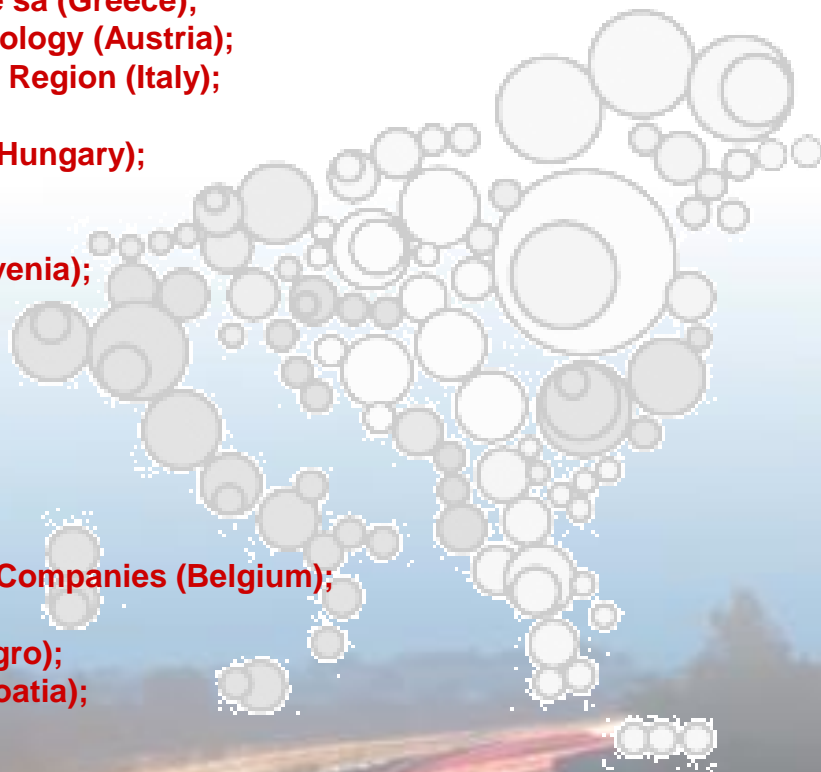 e sa (Greece);
ology (Austria);
Region (Italy);
Hungary);
venia);
Companies (Belgium);
gro);
oatia);